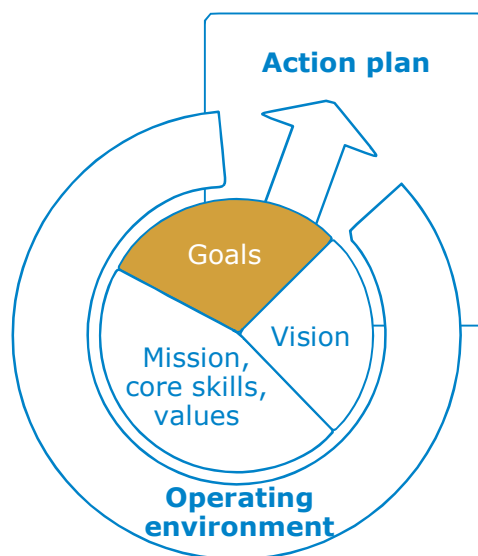 Action plan
Goals
Vision
Mission,
core skills,
values
Operating
environment